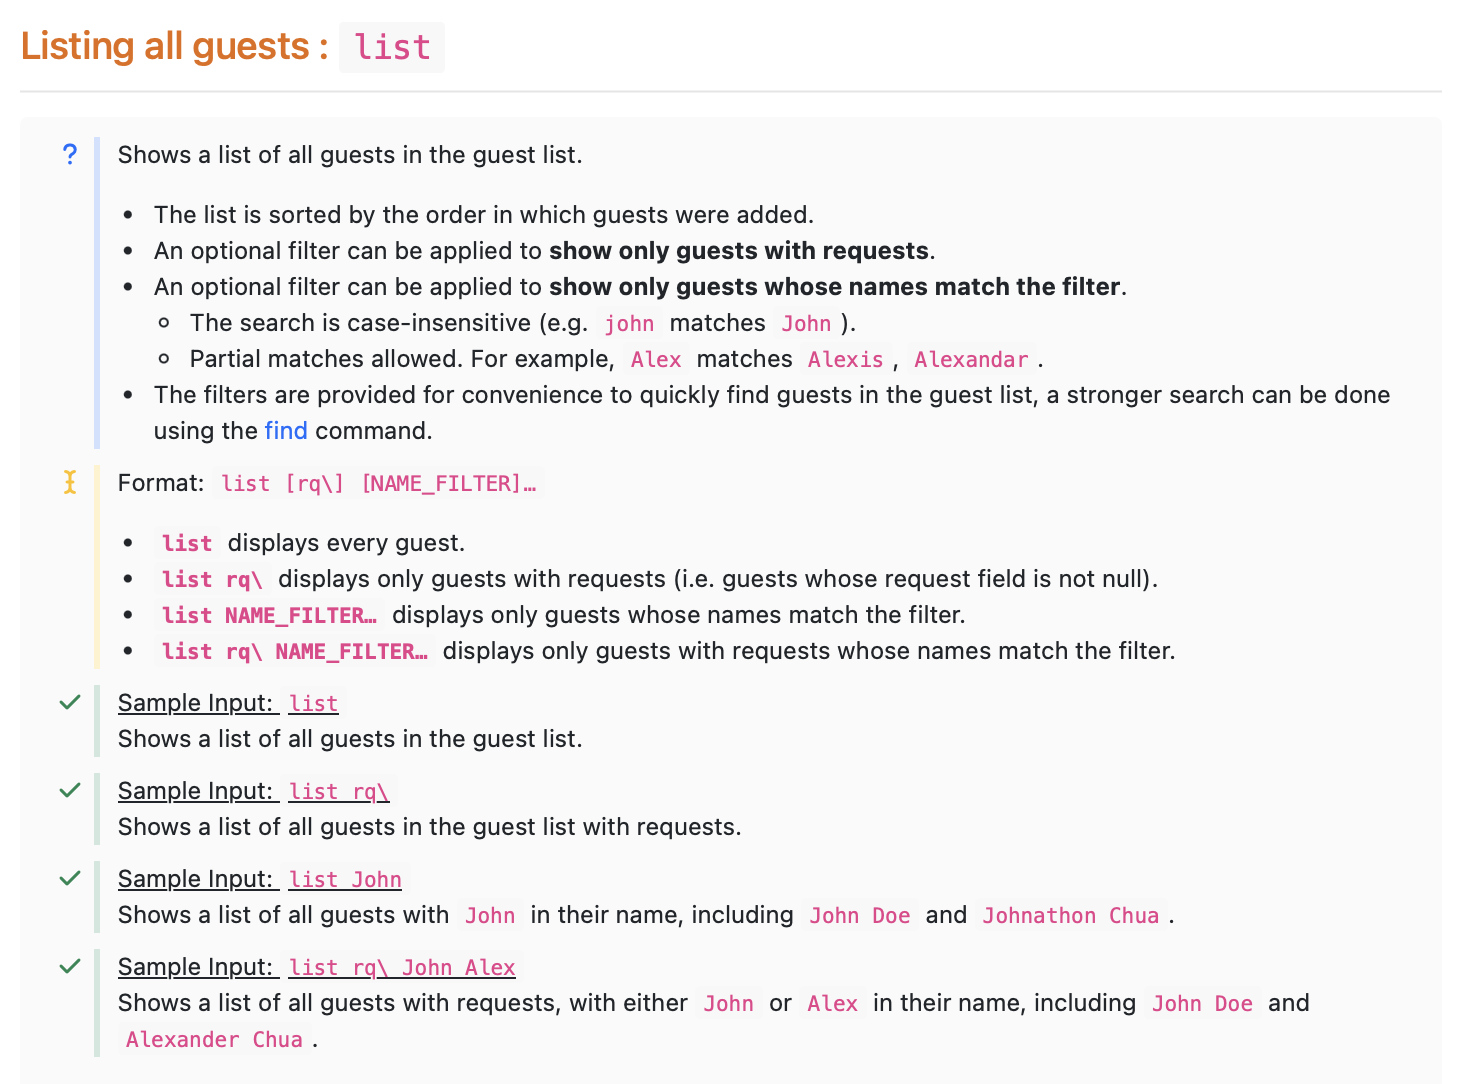 Listing all guests : list
? Shows a list of all guests in the guest list.
• The list is sorted by the order in which guests were added.
• An optional filter can be applied to show only guests with requests.
• An optional filter can be applied to show only guests whose names match the filter.
◦ The search is case-insensitive (e.g. john matches John ).
◦ Partial matches allowed. For example, Alex matches Alexis , Alexandar .
• The filters are provided for convenience to quickly find guests in the guest list, a stronger search can be done
using the find command.
Format: list [rq\] [NAME_FILTER]…
• list displays every guest.
• list rq\ displays only guests with requests (i.e. guests whose request field is not null).
• list NAME_FILTER… displays only guests whose names match the filter.
• list rq\ NAME_FILTER… displays only guests with requests whose names match the filter.
Sample Input: list
Shows a list of all guests in the guest list.
Sample Input: list rq\
Shows a list of all guests in the guest list with requests.
Sample Input: list John
Shows a list of all guests with John in their name, including John Doe and Johnathon Chua .
Sample Input: list rq\ John Alex
Shows a list of all guests with requests, with either John or Alex in their name, including John Doe and
Alexander Chua .